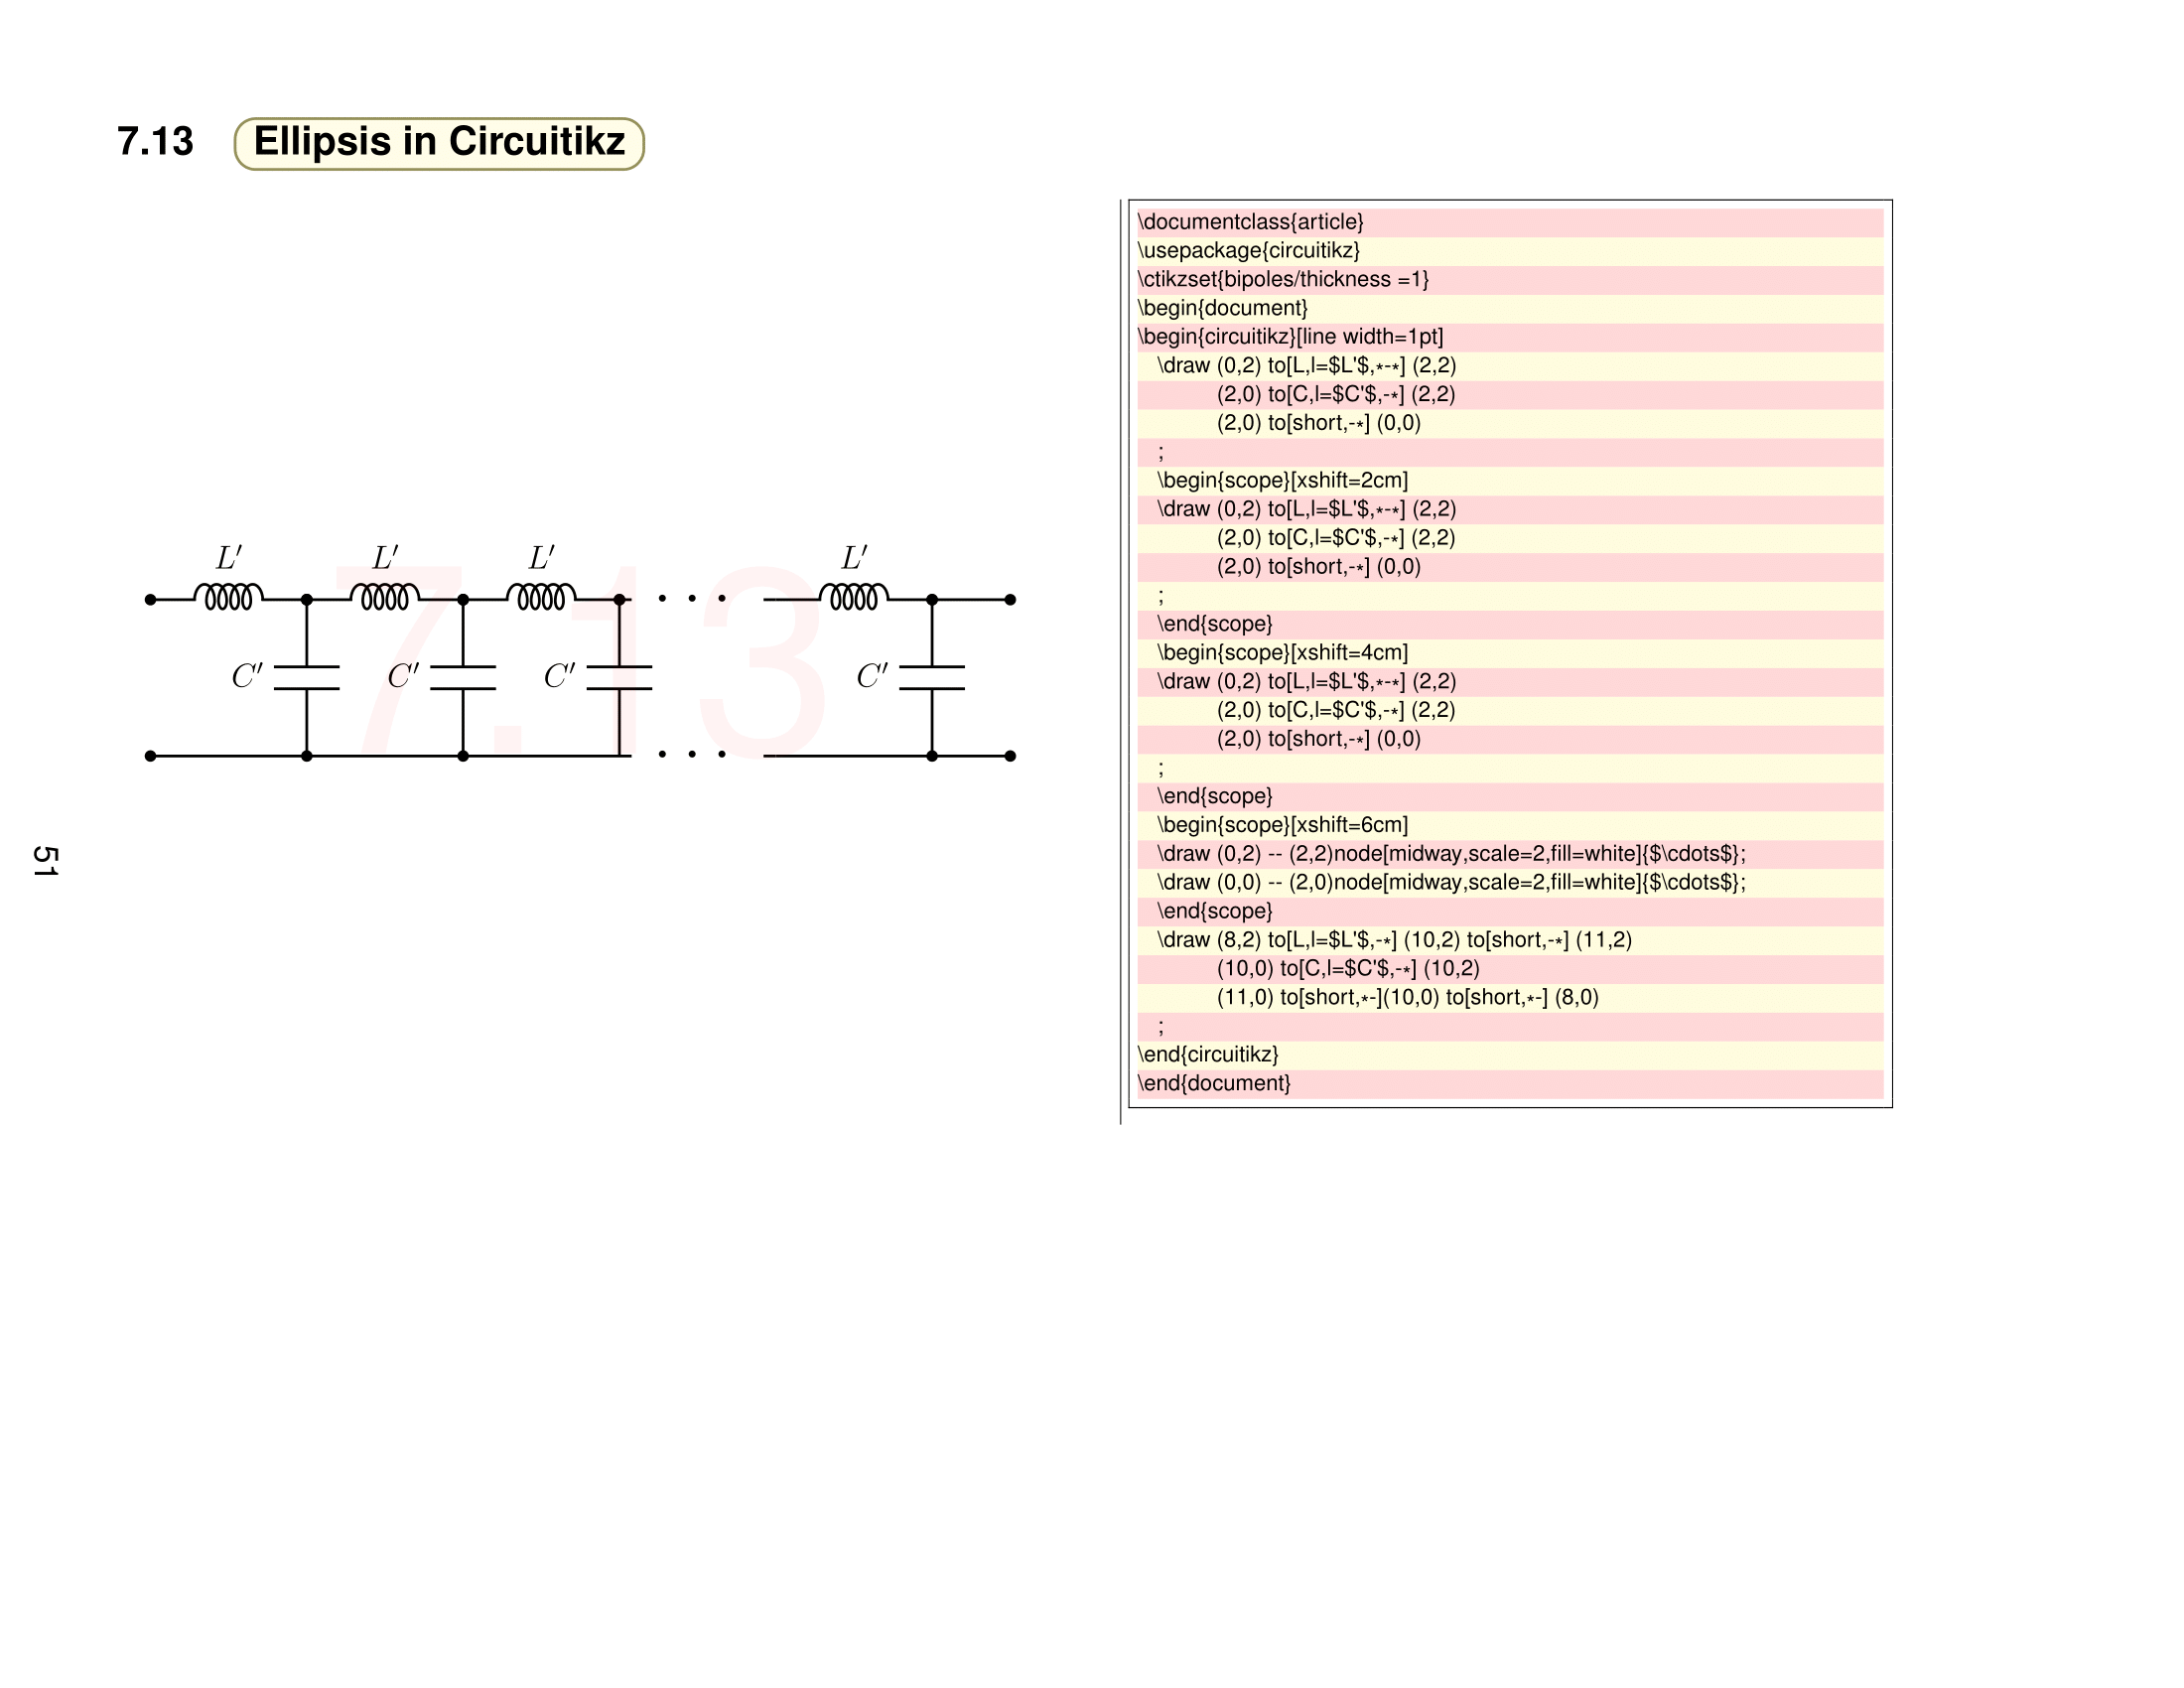 7.13 Ellipsis in Circuitikz
L′ L′ L′ L′
C′ C′ C′ C′
· · ·
· · ·
7.13
\documentclass{article}
\usepackage{circuitikz}
\ctikzset{bipoles/thickness =1}
\begin{document}
\begin{circuitikz}[line width=1pt]
\draw (0,2) to[L,l=$L'$,*-*] (2,2)
(2,0) to[C,l=$C'$,-*] (2,2)
(2,0) to[short,-*] (0,0)
;
\begin{scope}[xshift=2cm]
\draw (0,2) to[L,l=$L'$,*-*] (2,2)
(2,0) to[C,l=$C'$,-*] (2,2)
(2,0) to[short,-*] (0,0)
;
\end{scope}
\begin{scope}[xshift=4cm]
\draw (0,2) to[L,l=$L'$,*-*] (2,2)
(2,0) to[C,l=$C'$,-*] (2,2)
(2,0) to[short,-*] (0,0)
;
\end{scope}
\begin{scope}[xshift=6cm]
\draw (0,2) -- (2,2)node[midway,scale=2,fill=white]{$\cdots$};
\draw (0,0) -- (2,0)node[midway,scale=2,fill=white]{$\cdots$};
\end{scope}
\draw (8,2) to[L,l=$L'$,-*] (10,2) to[short,-*] (11,2)
(10,0) to[C,l=$C'$,-*] (10,2)
(11,0) to[short,*-](10,0) to[short,*-] (8,0)
;
\end{circuitikz}
\end{document}
51